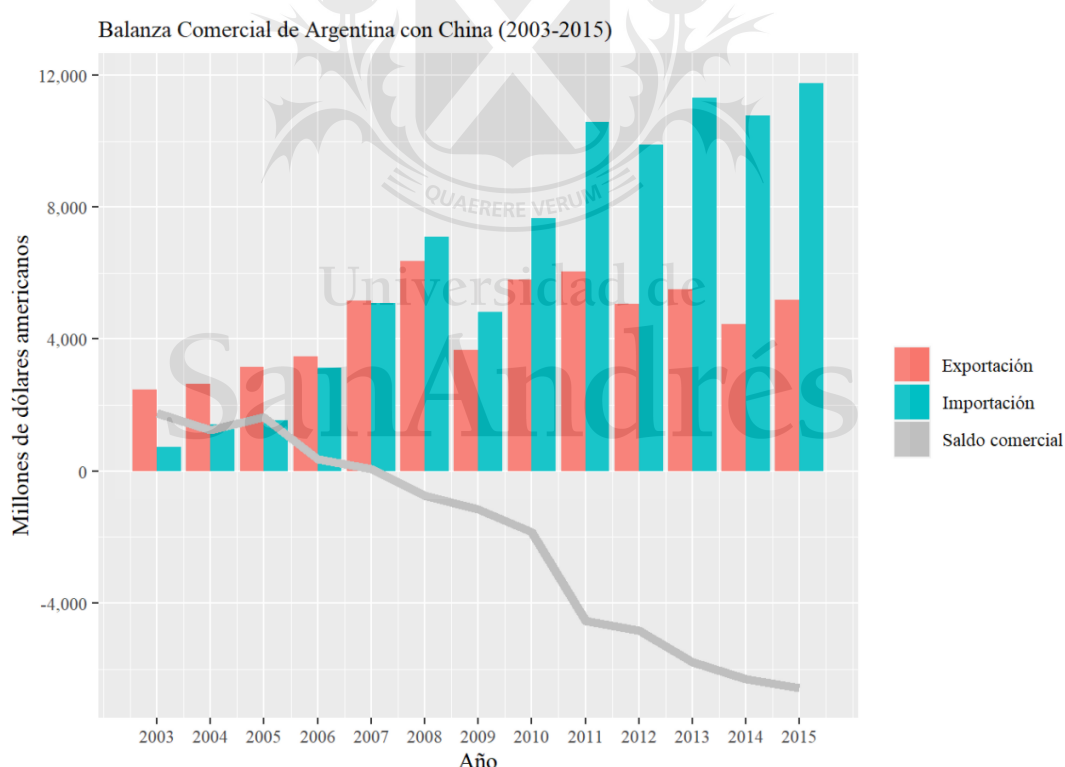 Balanza Comercial de Argentina con China (2003-2015)
12,000
8,000
4,000
0
-4,000
Millones de dólares americanos
QUAERERE VERUM
Universidad de
SanAndrés
Exportación
Importación
Saldo comercial
2003 2004 2005 2006 2007 2008 2009 2010 2011 2012 2013 2014 2015
Año